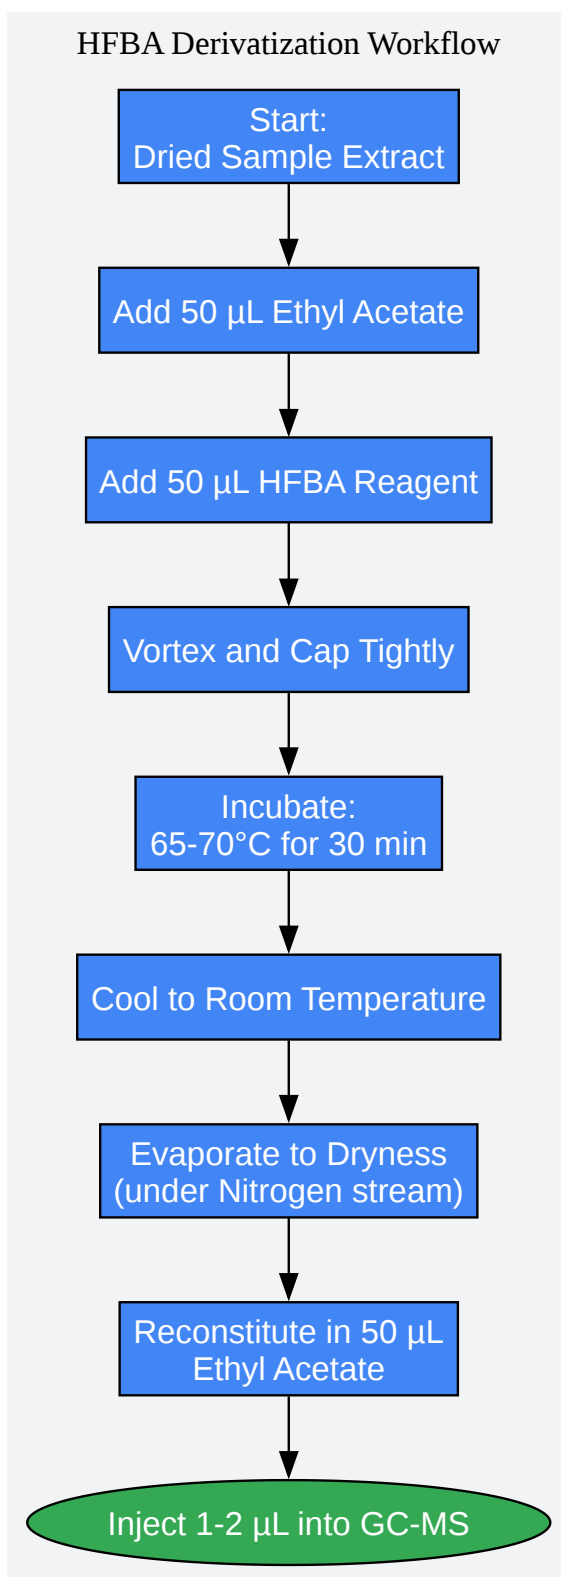 HFBA Derivatization Workflow
Start:
Dried Sample Extract
Add 50 µL Ethyl Acetate
Add 50 µL HFBA Reagent
Vortex and Cap Tightly
Incubate:
65-70°C for 30 min
Cool to Room Temperature
Evaporate to Dryness
(under Nitrogen stream)
Reconstitute in 50 µL
Ethyl Acetate
Inject 1-2 µL into GC-MS